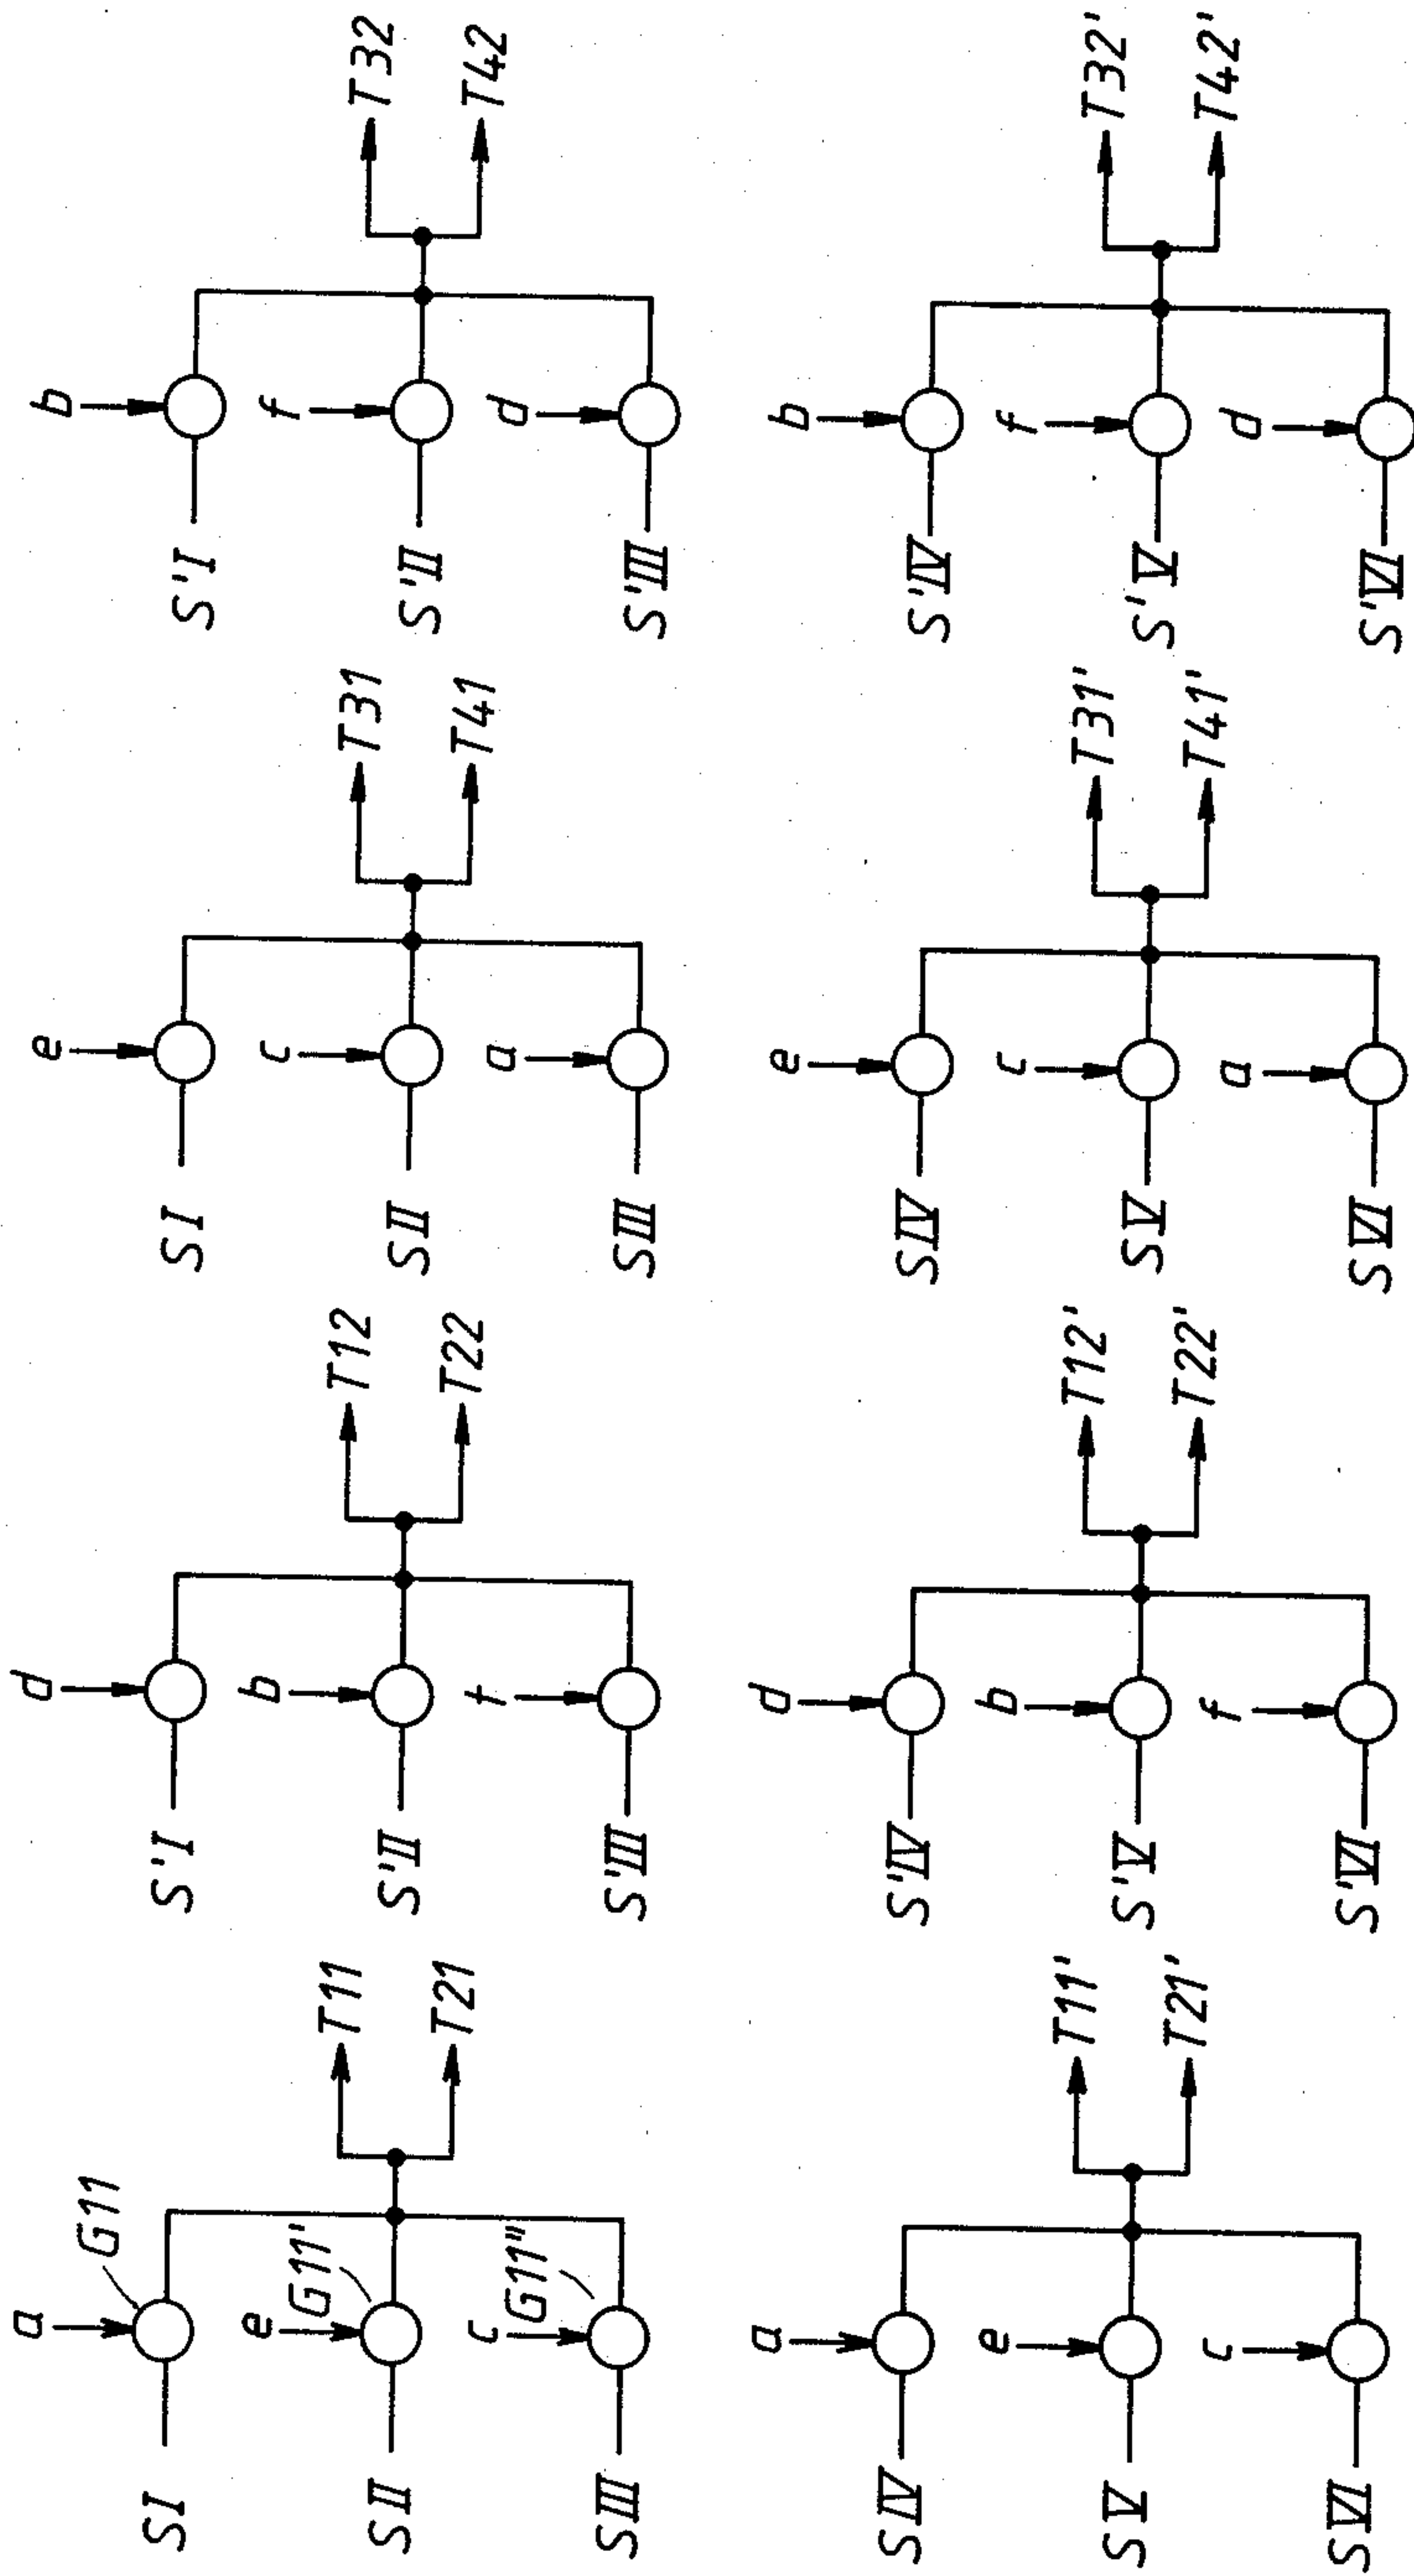 a
G11
SI
e
G11'
T11
SII
T21
c
G11"
SIII
d
S'I
b
T12
S'II
T22
t
S'III
e
SI
c
T31
SII
T41
a
SIII
b
S'I
f
T32
S'II
T42
d
S'III
a
SIV
e
T11'
SV
T21'
c
SVI
d
S'IV
b
T12'
S'V
T22'
f
S'VI
e
SIV
c
T31'
SV
T41'
a
SVI
b
S'IV
f
T32'
S'V
T42'
d
S'VI